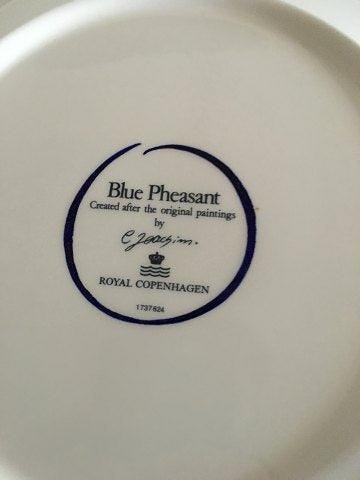 Blue Pheasant
Created after the original paintings
by
C Joachim.
ROYAL COPENHAGEN
1737624